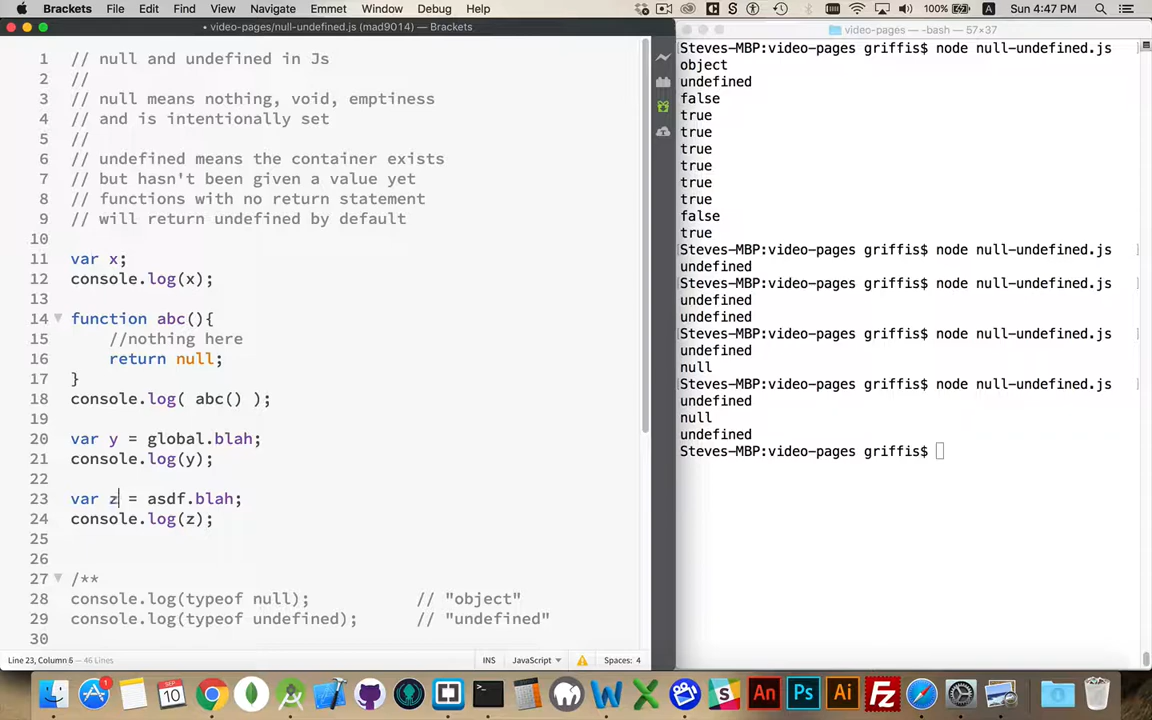 Brackets File Edit Find View Navigate Emmet Window Debug Help 100% A Sun 4:47 PM
• video-pages/null-undefined.js (mad9014) — Brackets
1 // null and undefined in Js
2 //
3 // null means nothing, void, emptiness
4 // and is intentionally set
5 //
6 // undefined means the container exists
7 // but hasn't been given a value yet
8 // functions with no return statement
9 // will return undefined by default
10
11 var x;
12 console.log(x);
13
14 function abc(){
15 //nothing here
16 return null;
17 }
18 console.log( abc() );
19
20 var y = global.blah;
21 console.log(y);
22
23 var z = asdf.blah;
24 console.log(z);
25
26
27 /**
28 console.log(typeof null); // "object"
29 console.log(typeof undefined); // "undefined"
30
Line 23, Column 6 — 46 Lines INS JavaScript Spaces: 4
video-pages — -bash — 57×37
Steves-MBP:video-pages griffis$ node null-undefined.js
object
undefined
false
true
true
true
true
true
true
false
true
Steves-MBP:video-pages griffis$ node null-undefined.js
undefined
Steves-MBP:video-pages griffis$ node null-undefined.js
undefined
undefined
Steves-MBP:video-pages griffis$ node null-undefined.js
undefined
null
Steves-MBP:video-pages griffis$ node null-undefined.js
undefined
null
undefined
Steves-MBP:video-pages griffis$
1 SEP 10 W X S An Ps Ai Fz